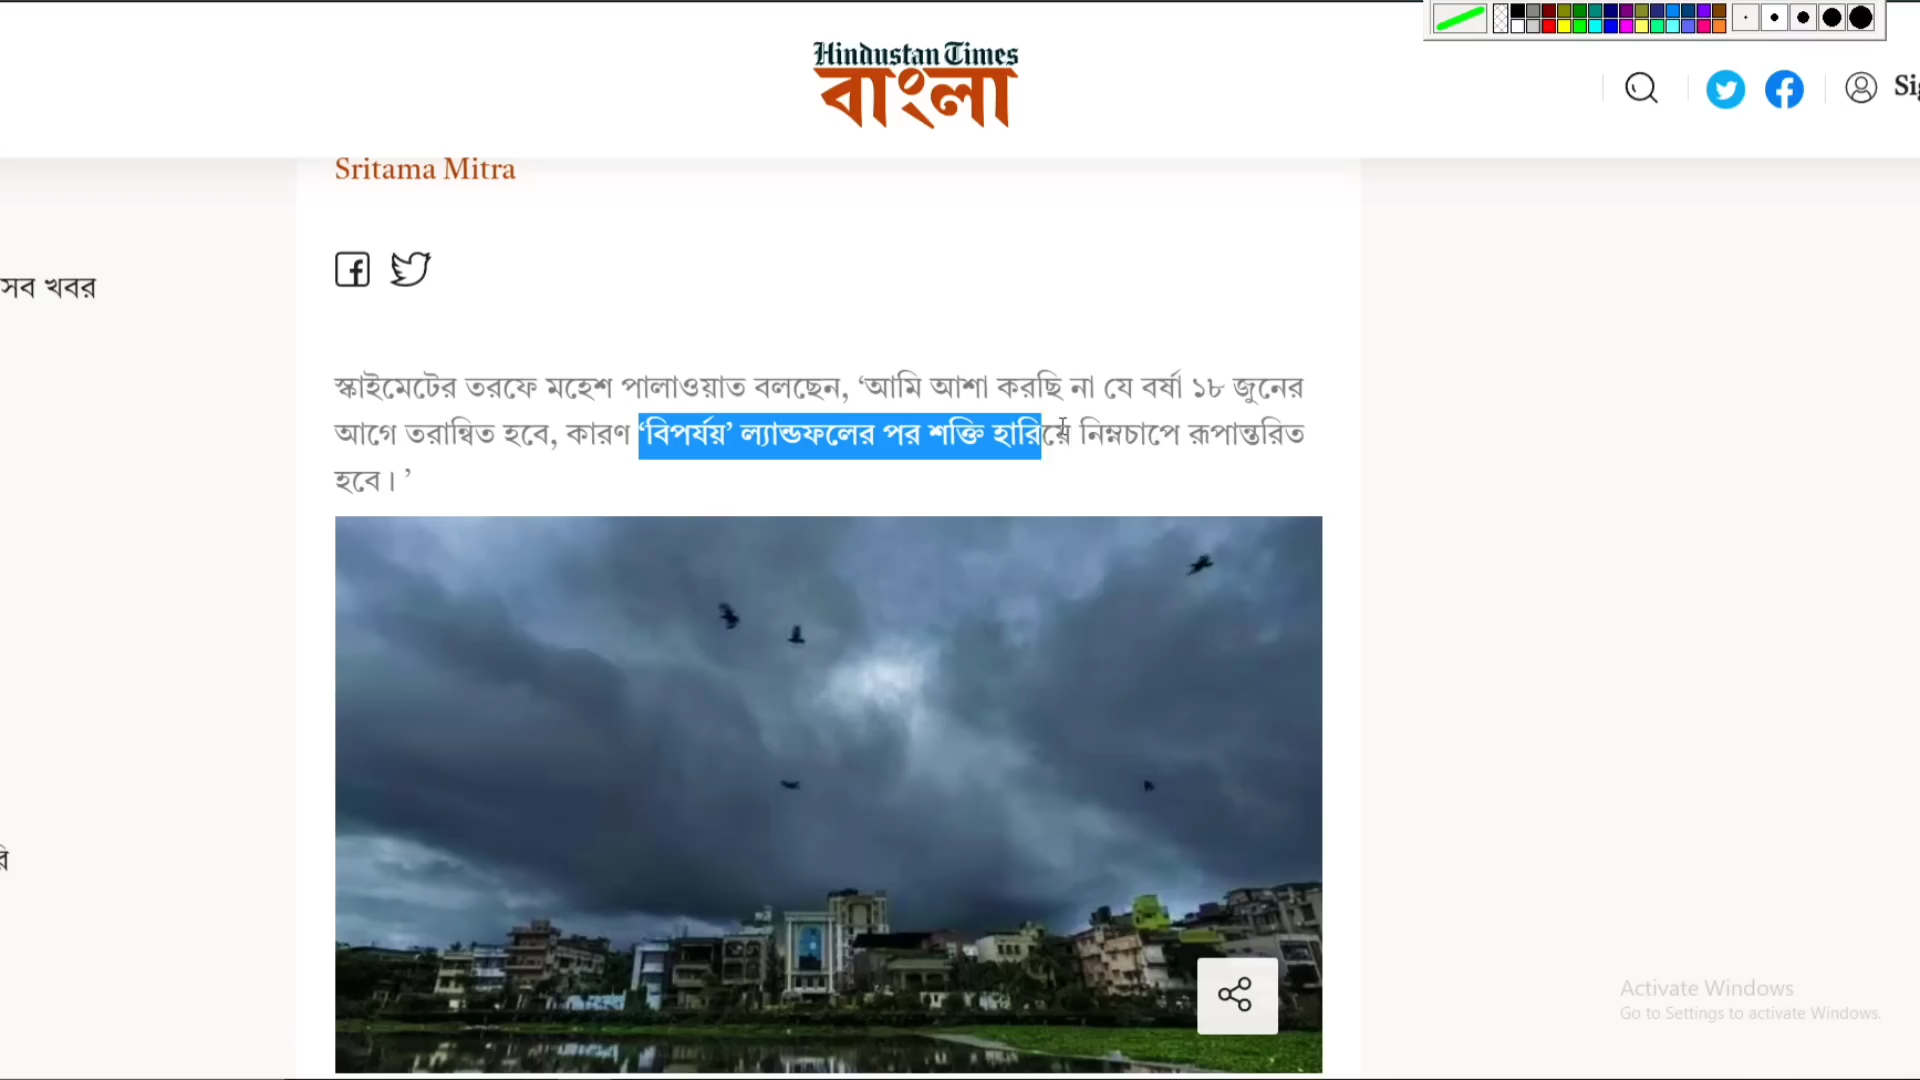 Hindustan Times
বাংলা
Sritama Mitra
সব খবর
স্কাইমেটের তরফে মহেশ পালাওয়াত বলছেন, ‘আমি আশা করছি না যে বর্ষা ১৮ জুনের
আগে তরান্বিত হবে, কারণ ‘বিপর্যয়’ ল্যান্ডফলের পর শক্তি হারিয়ে নিম্নচাপে রূপান্তরিত
হবে। ’
Activate Windows
Go to Settings to activate Windows.